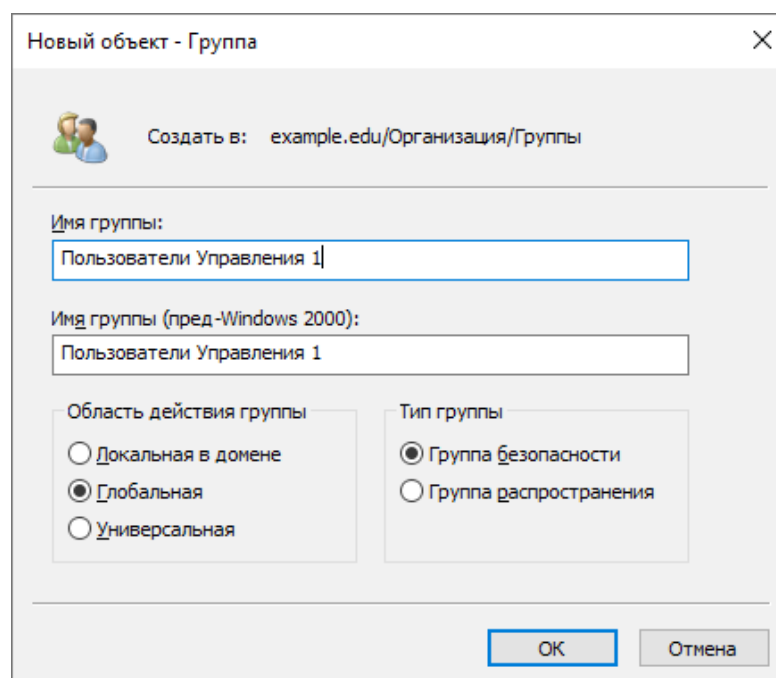 Новый объект - Группа
Создать в: example.edu/Организация/Группы
Имя группы:
Пользователи Управления 1
Имя группы (пред-Windows 2000):
Пользователи Управления 1
Область действия группы
Локальная в домене
Глобальная
Универсальная
Тип группы
Группа безопасности
Группа распространения
ОК
Отмена